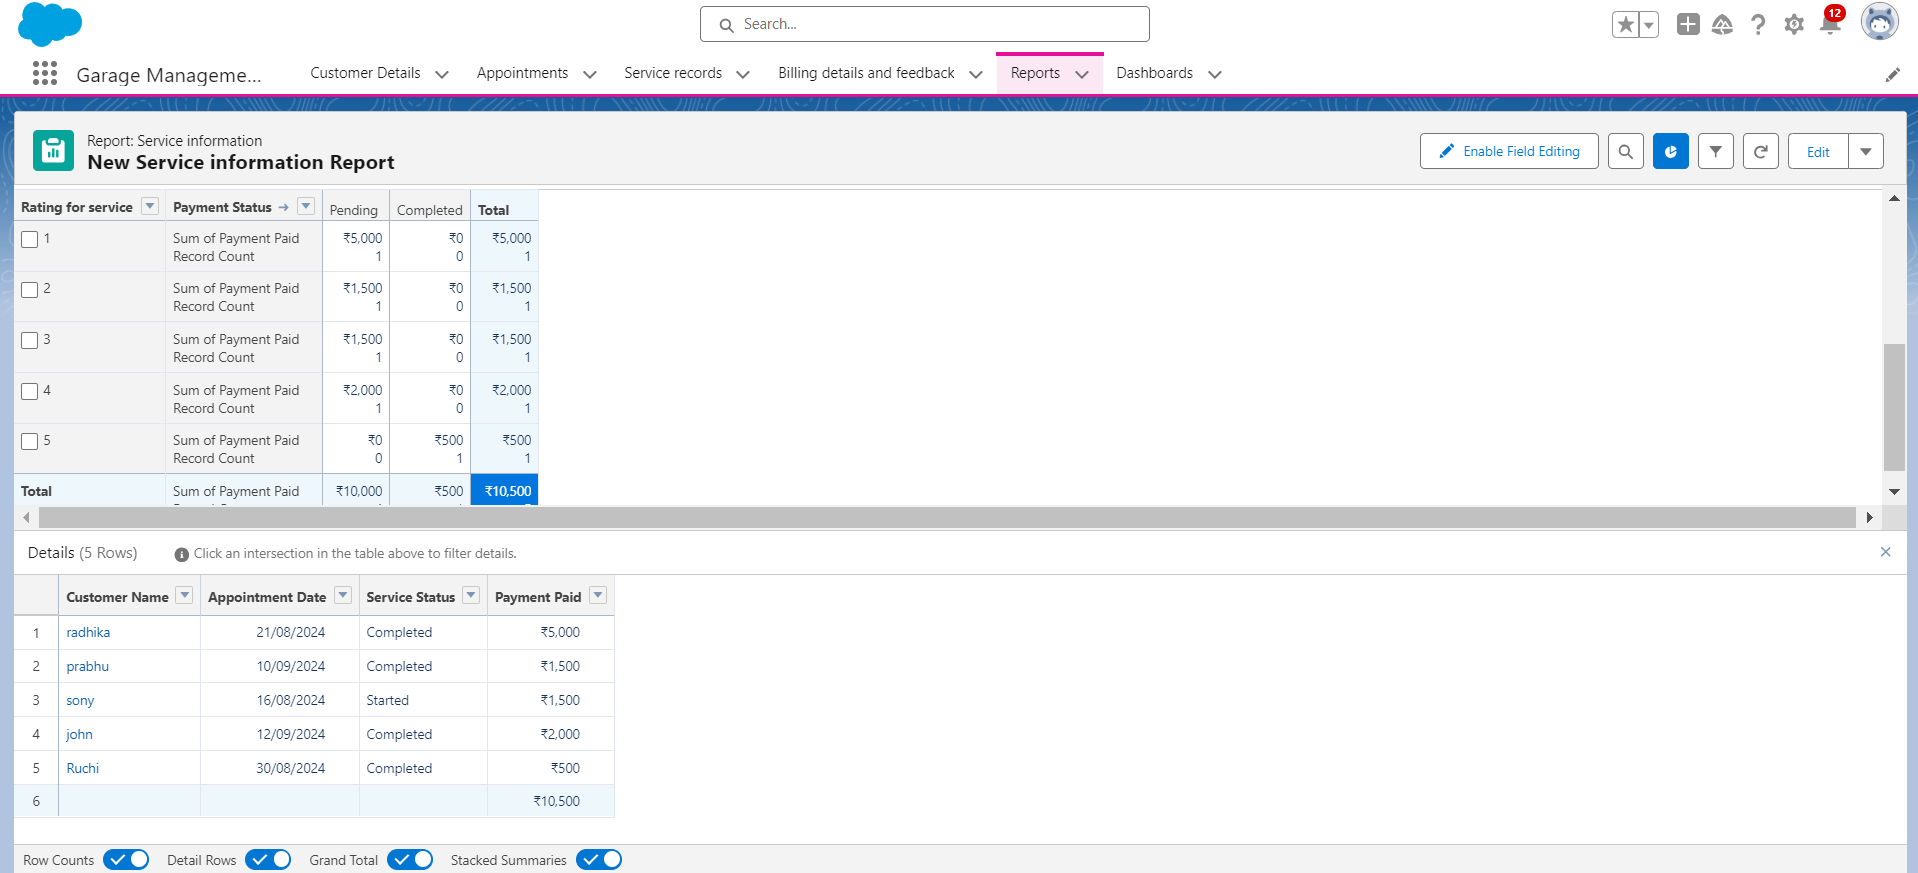 Search...
12
Garage Manageme...
Customer Details
Appointments
Service records
Billing details and feedback
Reports
Dashboards
Report: Service information
New Service information Report
Enable Field Editing
Edit
Rating for service Payment Status → Pending Completed Total
1 Sum of Payment Paid ₹5,000 ₹0 ₹5,000
Record Count 1 0 1
2 Sum of Payment Paid ₹1,500 ₹0 ₹1,500
Record Count 1 0 1
3 Sum of Payment Paid ₹1,500 ₹0 ₹1,500
Record Count 1 0 1
4 Sum of Payment Paid ₹2,000 ₹0 ₹2,000
Record Count 1 0 1
5 Sum of Payment Paid ₹0 ₹500 ₹500
Record Count 0 1 1
Total Sum of Payment Paid ₹10,000 ₹500 ₹10,500
Details (5 Rows) Click an intersection in the table above to filter details.
Customer Name Appointment Date Service Status Payment Paid
1 radhika 21/08/2024 Completed ₹5,000
2 prabhu 10/09/2024 Completed ₹1,500
3 sony 16/08/2024 Started ₹1,500
4 john 12/09/2024 Completed ₹2,000
5 Ruchi 30/08/2024 Completed ₹500
6 ₹10,500
Row Counts Detail Rows Grand Total Stacked Summaries